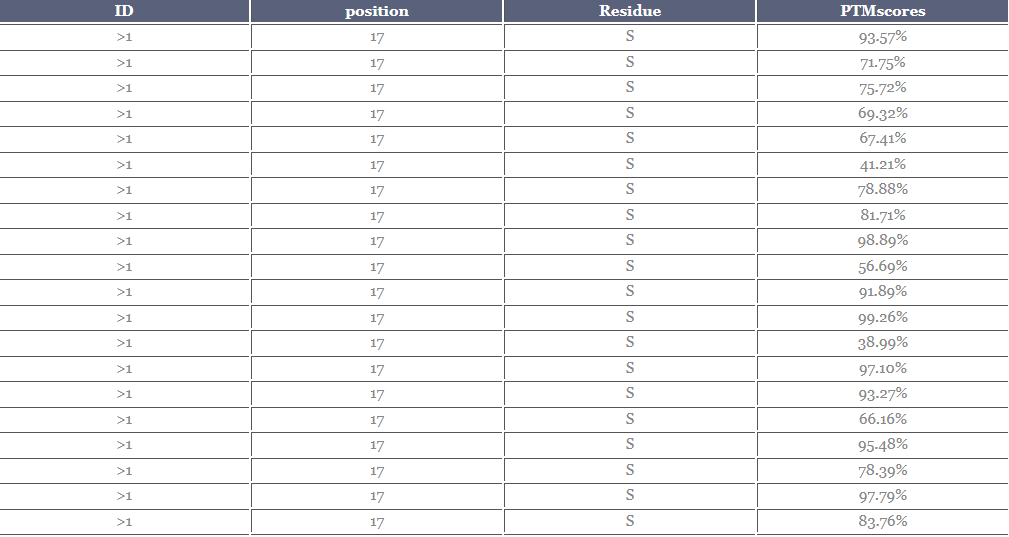 ID position Residue PTMscores
>1 17 S 93.57%
>1 17 S 71.75%
>1 17 S 75.72%
>1 17 S 69.32%
>1 17 S 67.41%
>1 17 S 41.21%
>1 17 S 78.88%
>1 17 S 81.71%
>1 17 S 98.89%
>1 17 S 56.69%
>1 17 S 91.89%
>1 17 S 99.26%
>1 17 S 38.99%
>1 17 S 97.10%
>1 17 S 93.27%
>1 17 S 66.16%
>1 17 S 95.48%
>1 17 S 78.39%
>1 17 S 97.79%
>1 17 S 83.76%